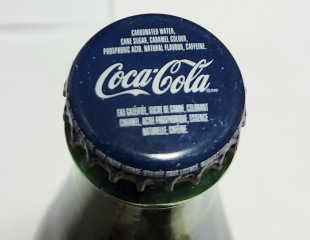 CARBONATED WATER,
CANE SUGAR, CARAMEL COLOUR,
PHOSPHORIC ACID, NATURAL FLAVOUR, CAFFEINE.
Coca-Cola
EAU GAZÉIFIÉE, SUCRE DE CANNE, COLORANT
CARAMEL, ACIDE PHOSPHORIQUE, ESSENCE
NATURELLE, CAFÉINE.